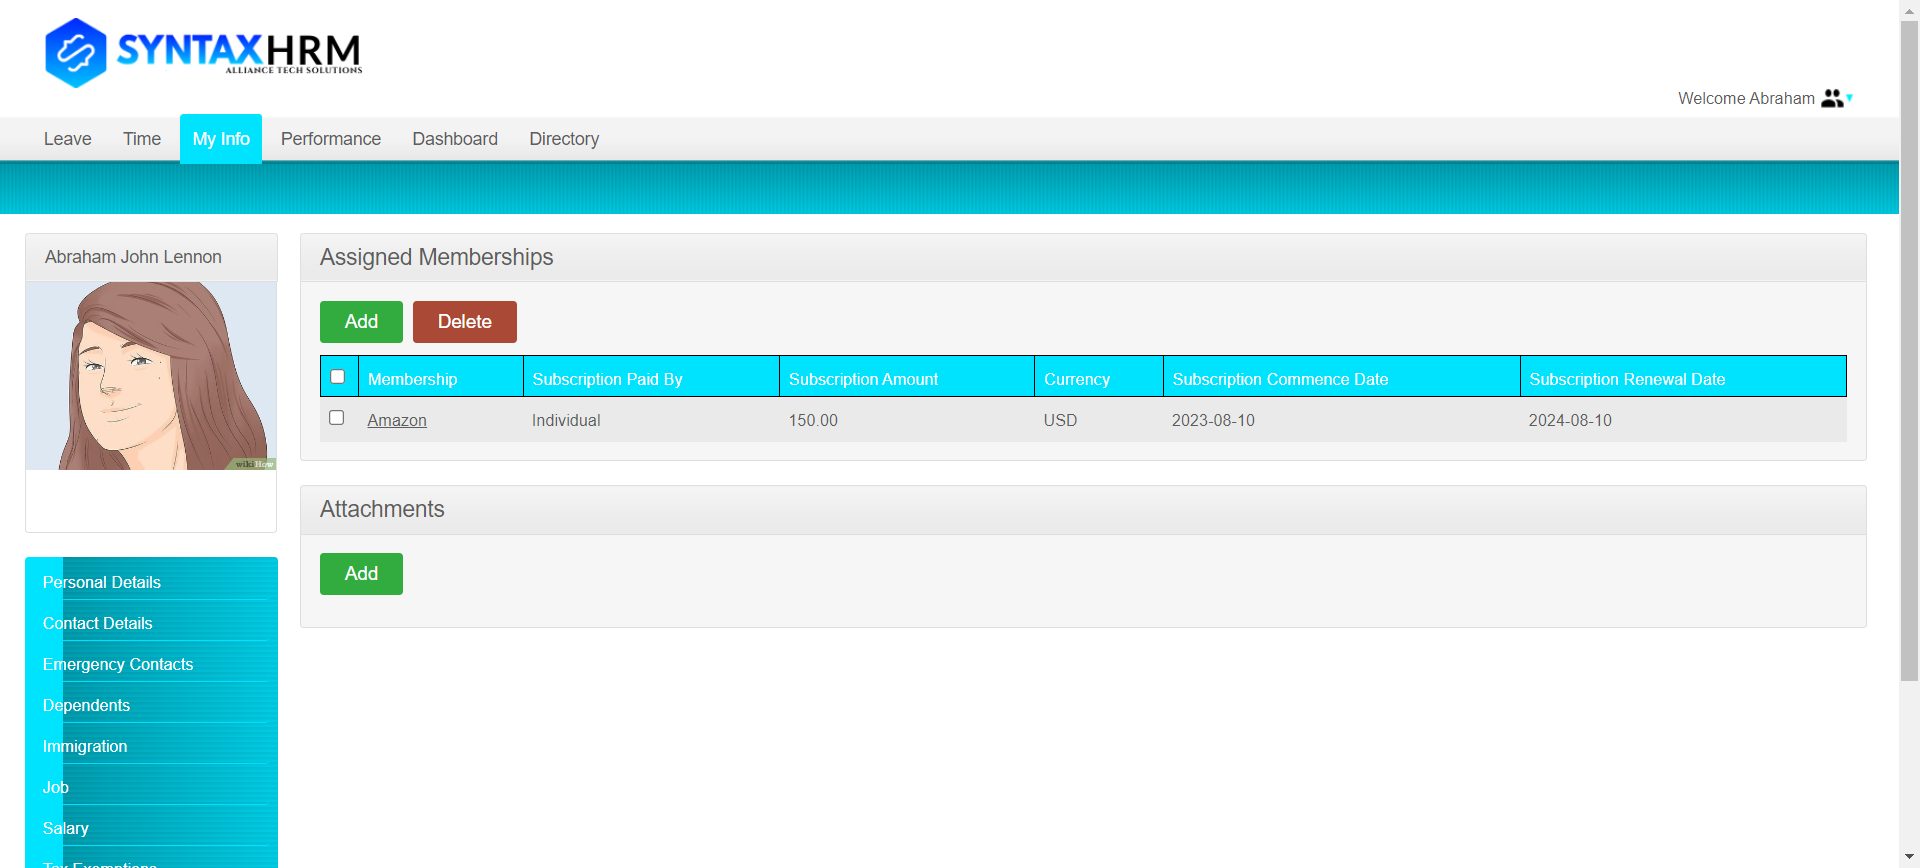 SYNTAXHRM
ALLIANCE TECH SOLUTIONS
Welcome Abraham
Leave Time My Info Performance Dashboard Directory
Abraham John Lennon
wikiHow
Assigned Memberships
Add Delete
Membership Subscription Paid By Subscription Amount Currency Subscription Commence Date Subscription Renewal Date
Amazon Individual 150.00 USD 2023-08-10 2024-08-10
Attachments
Add
Personal Details
Contact Details
Emergency Contacts
Dependents
Immigration
Job
Salary
Tax Exemptions